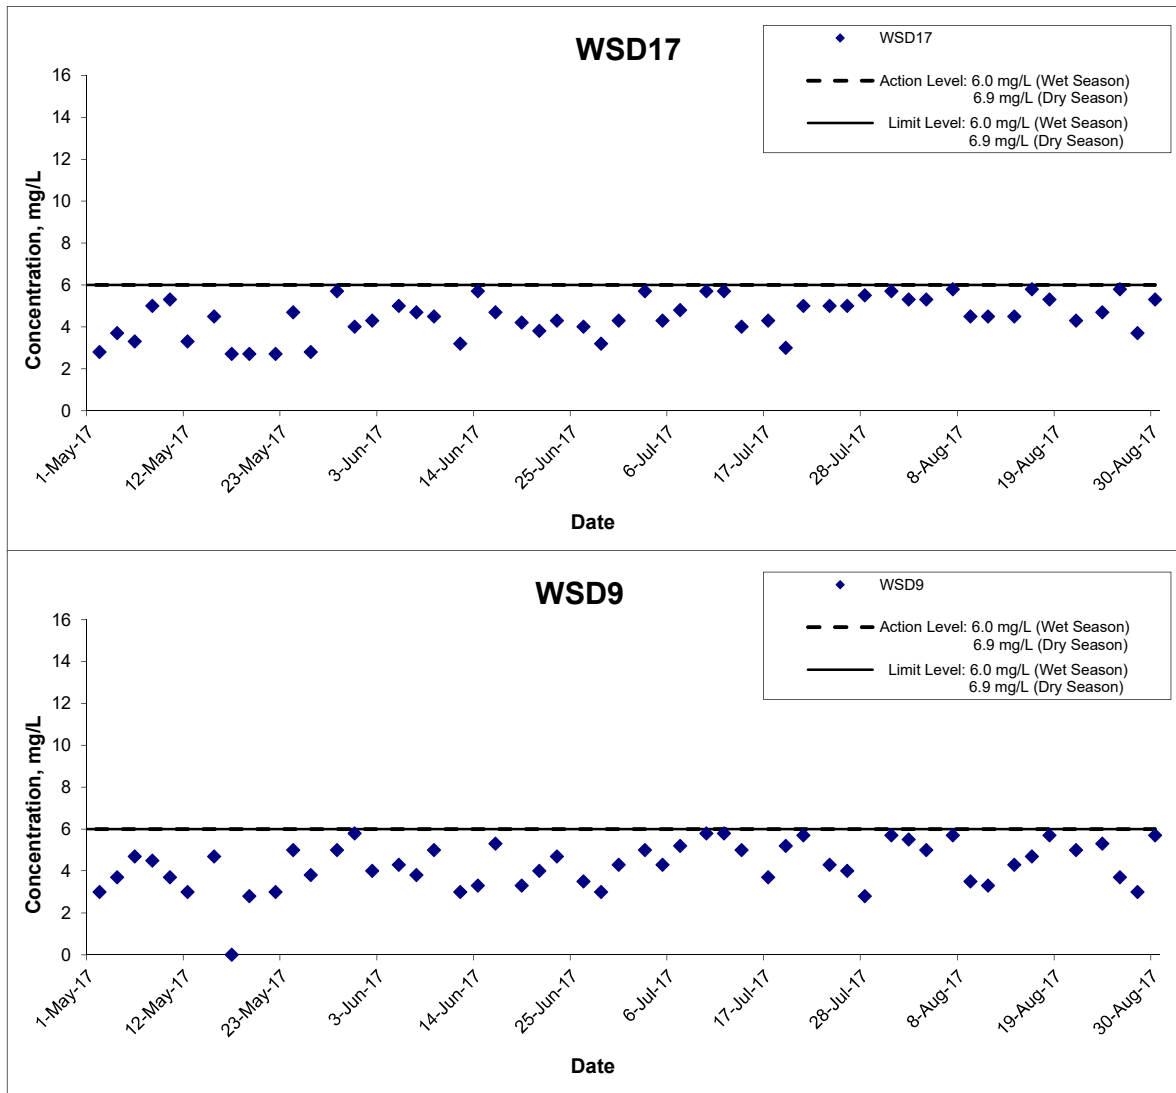 WSD17
WSD17
Action Level: 6.0 mg/L (Wet Season)
6.9 mg/L (Dry Season)
Limit Level: 6.0 mg/L (Wet Season)
6.9 mg/L (Dry Season)
Concentration, mg/L
16
14
12
10
8
6
4
2
0
1-May-17
12-May-17
23-May-17
3-Jun-17
14-Jun-17
25-Jun-17
6-Jul-17
17-Jul-17
28-Jul-17
8-Aug-17
19-Aug-17
30-Aug-17
Date
WSD9
WSD9
Action Level: 6.0 mg/L (Wet Season)
6.9 mg/L (Dry Season)
Limit Level: 6.0 mg/L (Wet Season)
6.9 mg/L (Dry Season)
Concentration, mg/L
16
14
12
10
8
6
4
2
0
1-May-17
12-May-17
23-May-17
3-Jun-17
14-Jun-17
25-Jun-17
6-Jul-17
17-Jul-17
28-Jul-17
8-Aug-17
19-Aug-17
30-Aug-17
Date